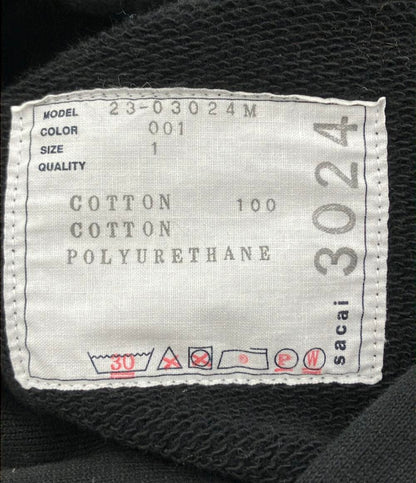 MODEL 23-03024M
COLOR 001
SIZE 1
QUALITY
COTTON 100
COTTON
POLYURETHANE
30 P W
sacai 3024